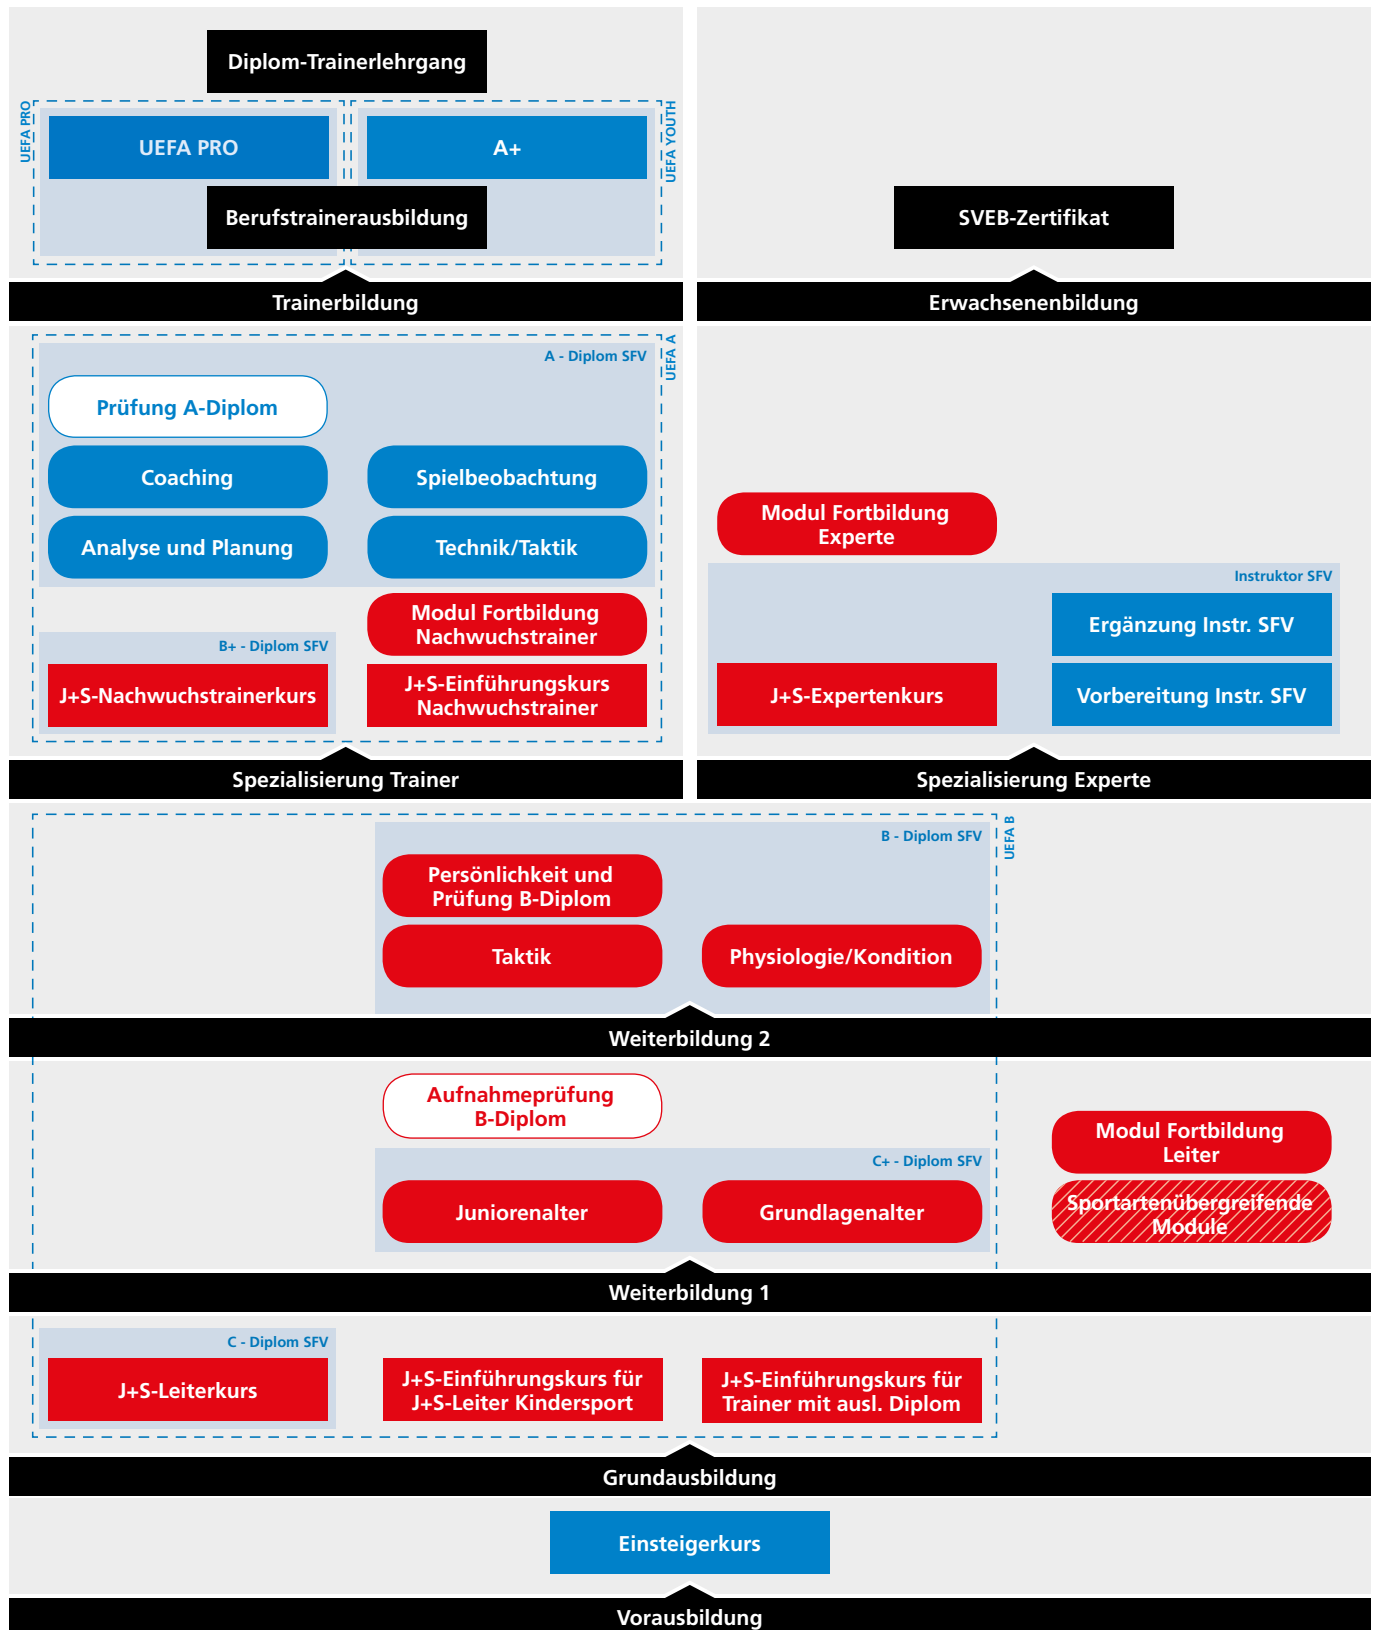 Diplom-Trainerlehrgang
UEFA PRO
UEFA PRO
A+
UEFA YOUTH
Berufstrainerausbildung
SVEB-Zertifikat
Trainerbildung
Erwachsenenbildung
A - Diplom SFV
UEFA A
Prüfung A-Diplom
Coaching
Spielbeobachtung
Analyse und Planung
Technik/Taktik
Modul Fortbildung
Nachwuchstrainer
B+ - Diplom SFV
J+S-Nachwuchstrainerkurs
J+S-Einführungskurs
Nachwuchstrainer
Modul Fortbildung
Experte
Instruktor SFV
Ergänzung Instr. SFV
J+S-Expertenkurs
Vorbereitung Instr. SFV
Spezialisierung Trainer
Spezialisierung Experte
B - Diplom SFV
UEFA B
Persönlichkeit und
Prüfung B-Diplom
Taktik
Physiologie/Kondition
Weiterbildung 2
Aufnahmeprüfung
B-Diplom
C+ - Diplom SFV
Juniorenalter
Grundlagenalter
Modul Fortbildung
Leiter
Sportartenübergreifende
Module
Weiterbildung 1
C - Diplom SFV
J+S-Leiterkurs
J+S-Einführungskurs für
J+S-Leiter Kindersport
J+S-Einführungskurs für
Trainer mit ausl. Diplom
Grundausbildung
Einsteigerkurs
Vorausbildung